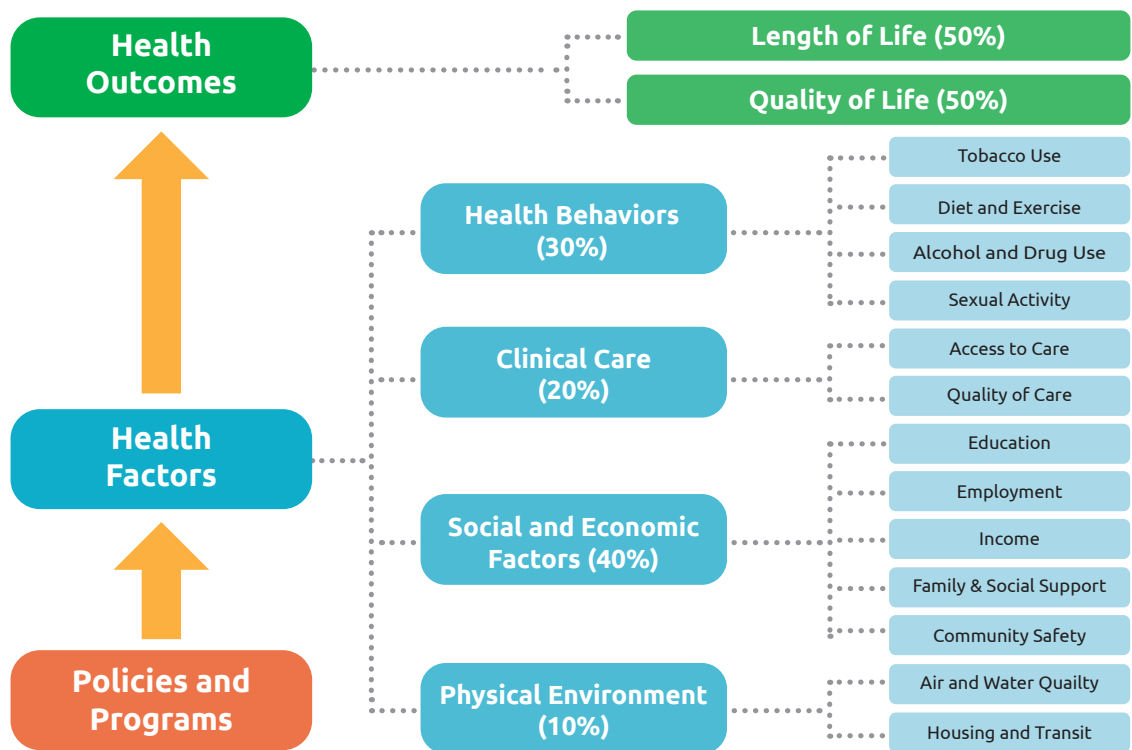 Health
Outcomes
Length of Life (50%)
Quality of Life (50%)
Health
Factors
Health Behaviors
(30%)
Tobacco Use
Diet and Exercise
Alcohol and Drug Use
Sexual Activity
Clinical Care
(20%)
Access to Care
Quality of Care
Social and Economic
Factors (40%)
Education
Employment
Income
Family & Social Support
Community Safety
Physical Environment
(10%)
Air and Water Quailty
Housing and Transit
Policies and
Programs